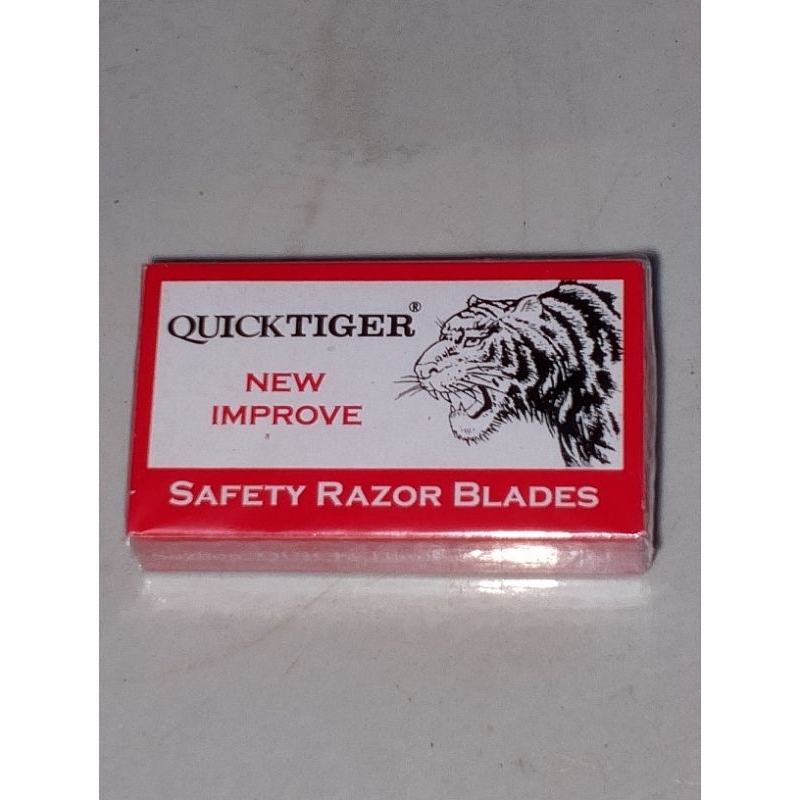 QUICKTIGER®
NEW
IMPROVE
SAFETY RAZOR BLADES